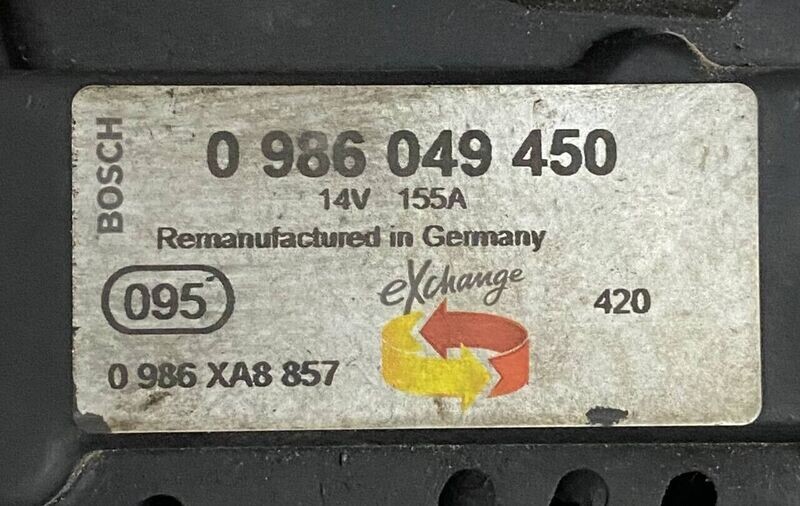 BOSCH
0 986 049 450
14V 155A
Remanufactured in Germany
eXchange
095
420
0 986 XA8 857